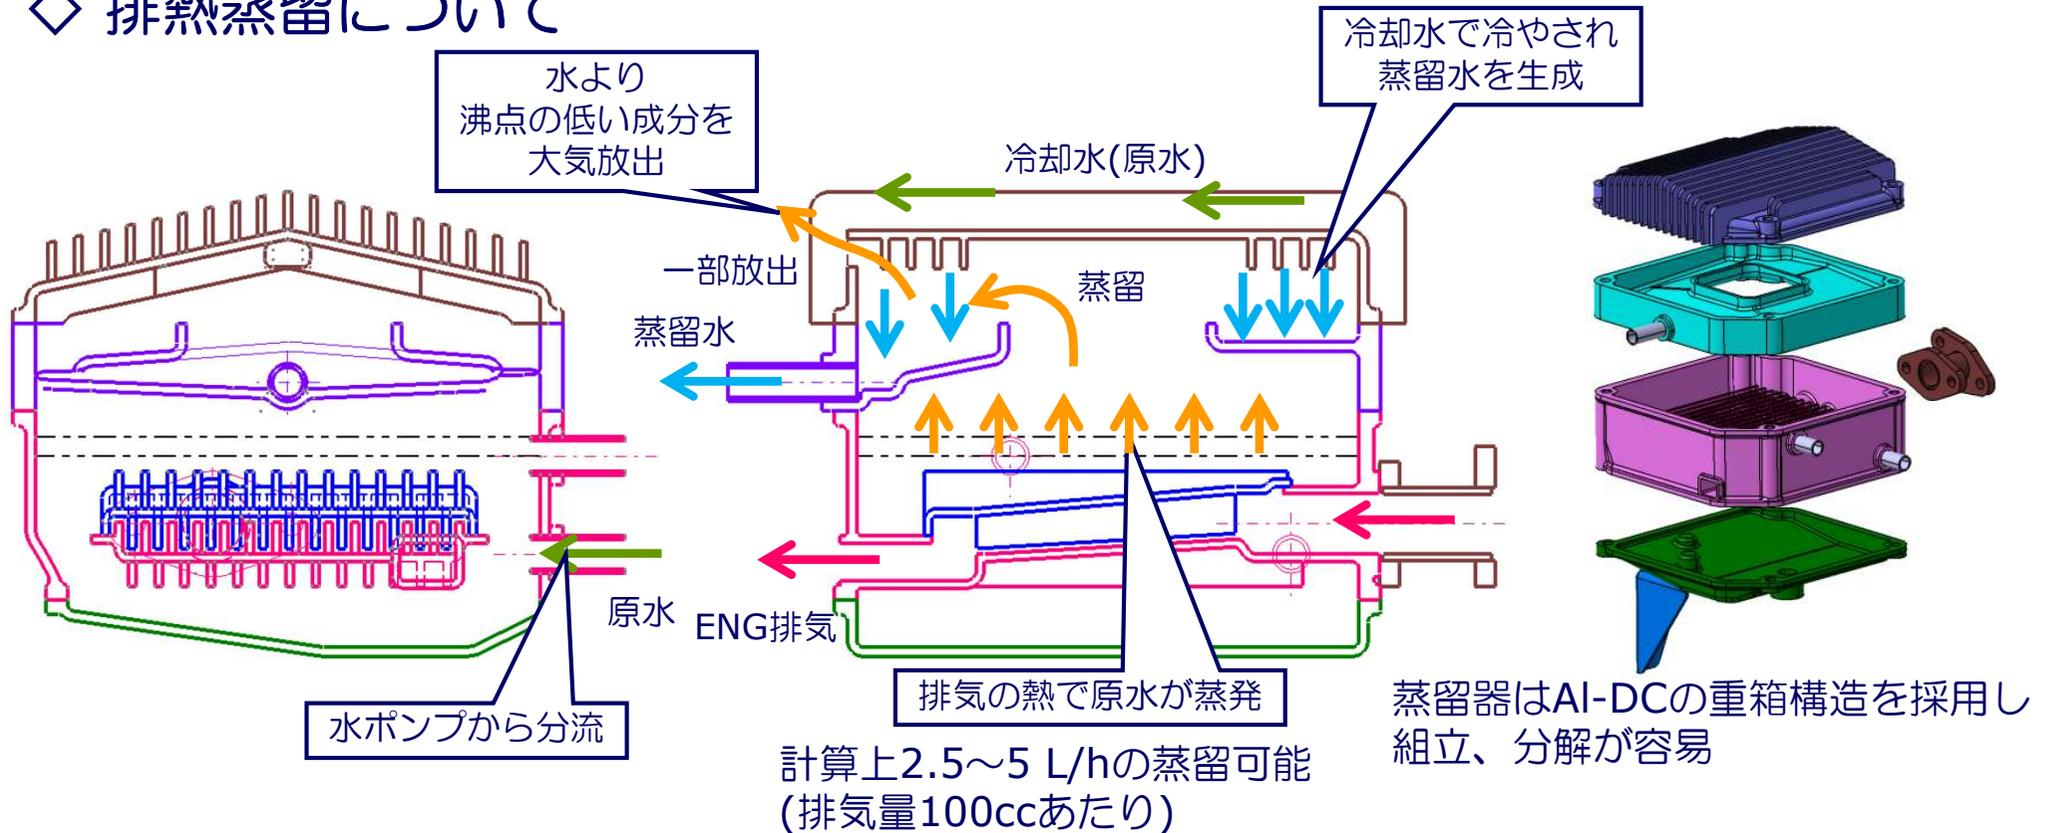 ◇ 排熱蒸留について
水より
沸点の低い成分を
大気放出
冷却水で冷やされ
蒸留水を生成
冷却水(原水)
一部放出
蒸留
蒸留水
原水
ENG排気
水ポンプから分流
排気の熱で原水が蒸発
計算上2.5～5 L/hの蒸留可能
(排気量100ccあたり)
蒸留器はAl-DCの重箱構造を採用し
組立、分解が容易